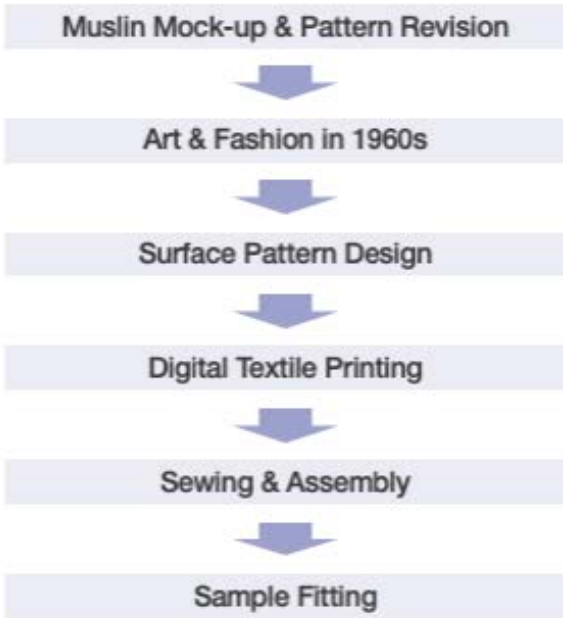 Muslin Mock-up & Pattern Revision
Art & Fashion in 1960s
Surface Pattern Design
Digital Textile Printing
Sewing & Assembly
Sample Fitting